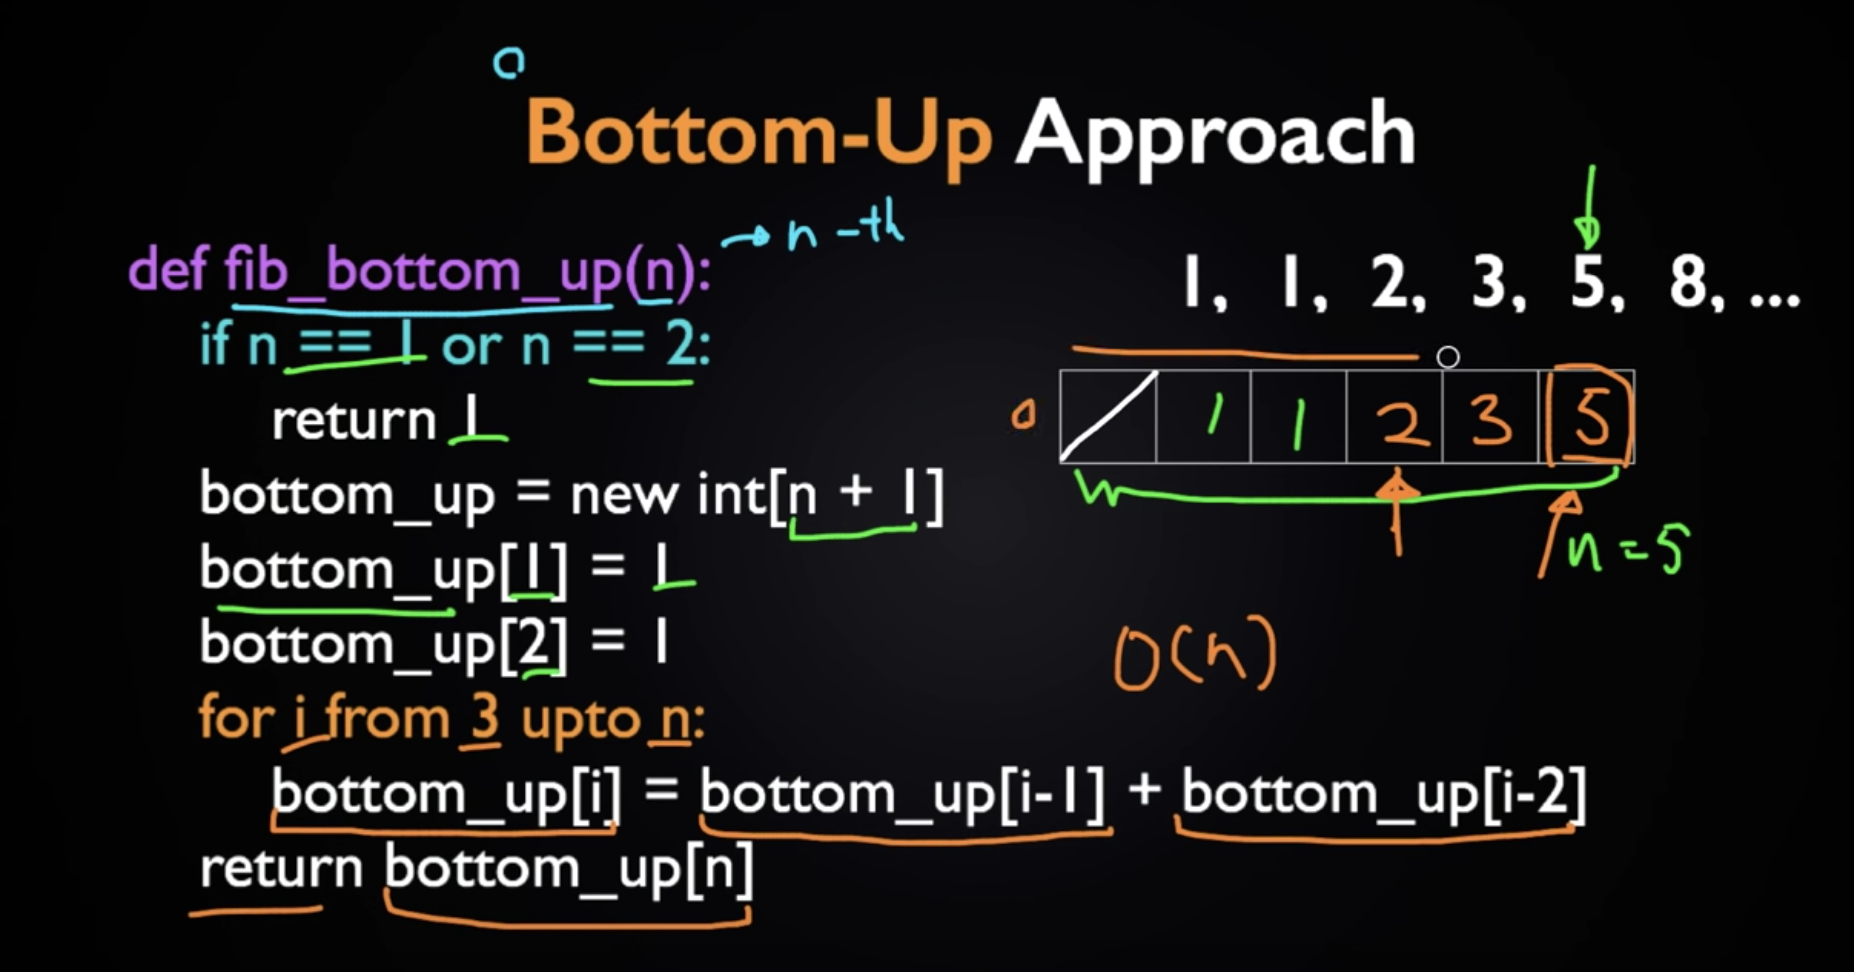 Bottom-Up Approach
def fib_bottom_up(n): → n-th
if n == 1 or n == 2:
return 1
bottom_up = new int[n + 1]
bottom_up[1] = 1
bottom_up[2] = 1
for i from 3 upto n:
bottom_up[i] = bottom_up[i-1] + bottom_up[i-2]
return bottom_up[n]
1, 1, 2, 3, 5, 8, ...
1 1 2 3 5
n = 5
O(n)